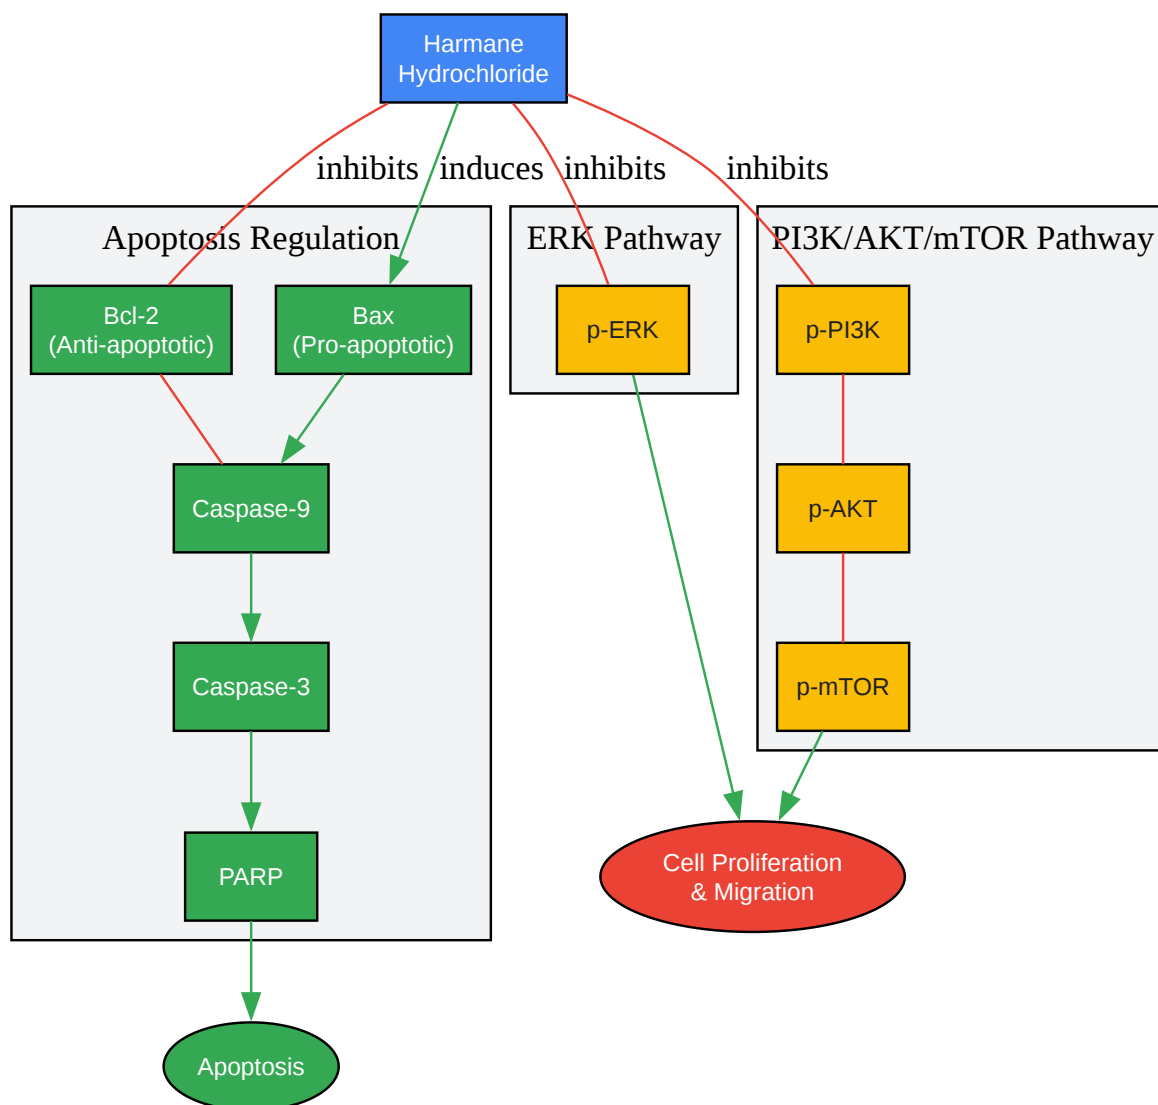 Harmane
Hydrochloride
inhibits
induces
inhibits
inhibits
Apoptosis Regulation
ERK Pathway
PI3K/AKT/mTOR Pathway
Bcl-2
(Anti-apoptotic)
Bax
(Pro-apoptotic)
p-ERK
p-PI3K
Caspase-9
p-AKT
Caspase-3
p-mTOR
PARP
Cell Proliferation
& Migration
Apoptosis